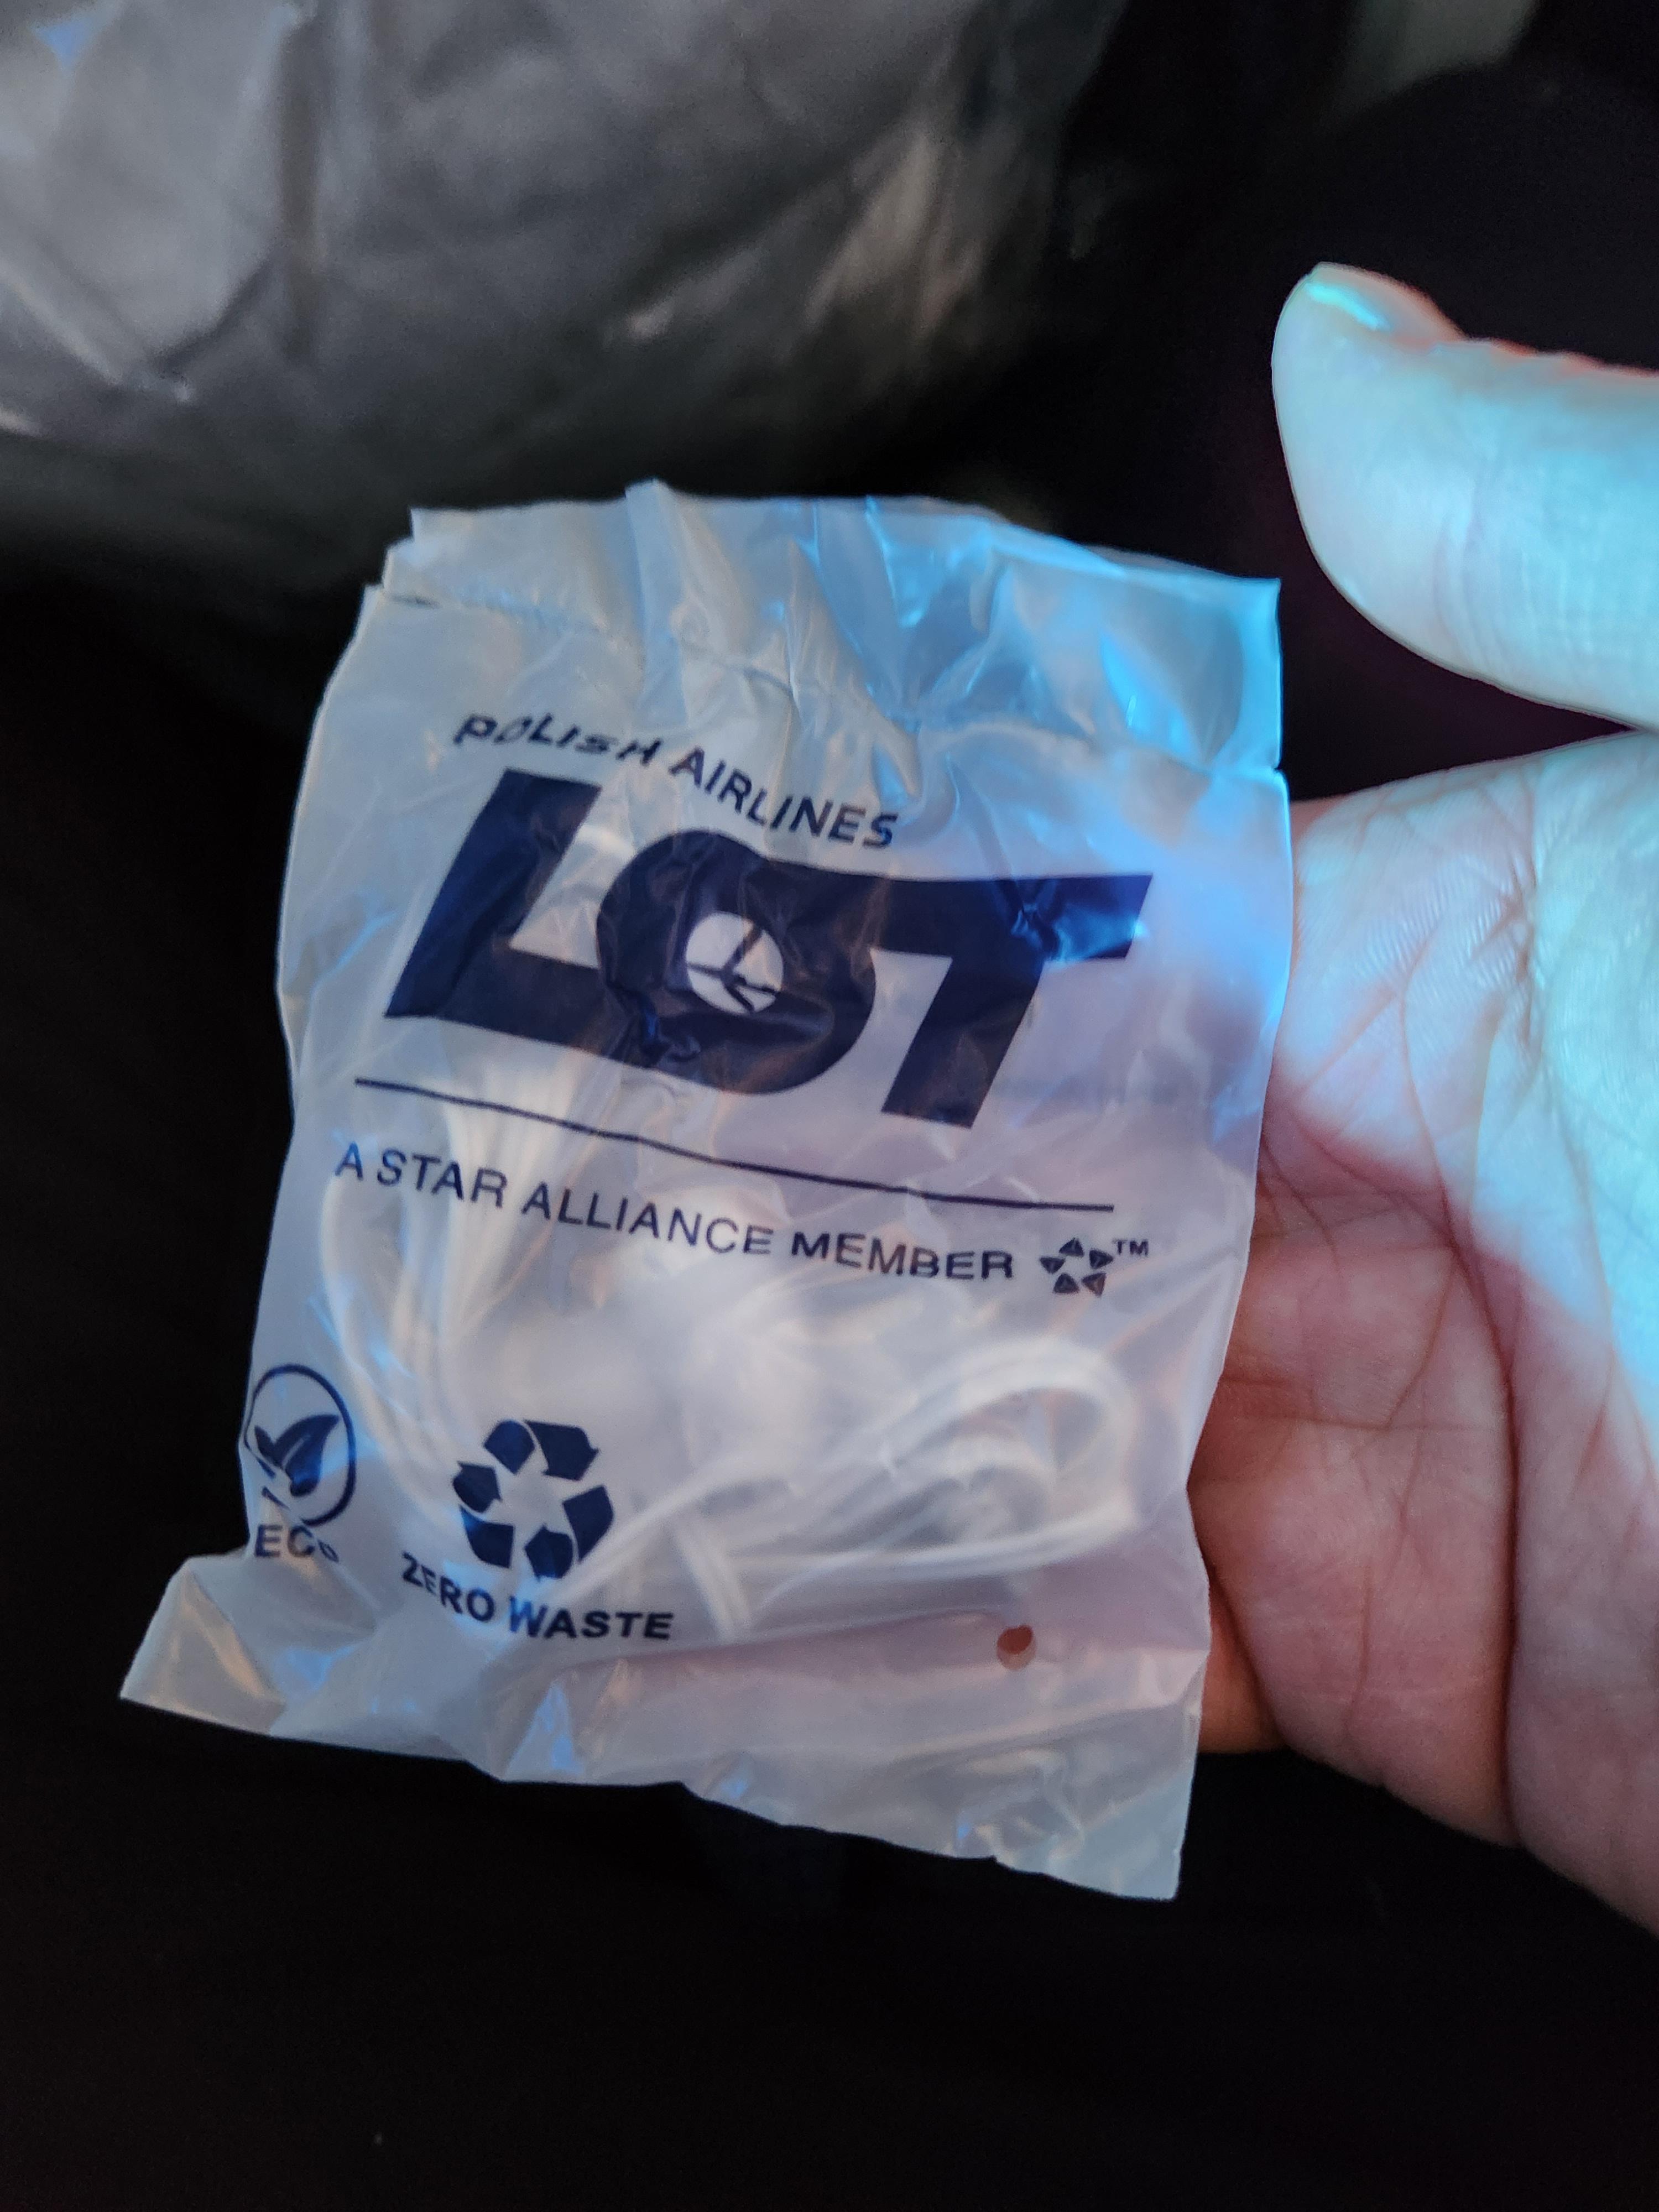 POLISH AIRLINES
LOT
A STAR ALLIANCE MEMBER ™
ECO
ZERO WASTE